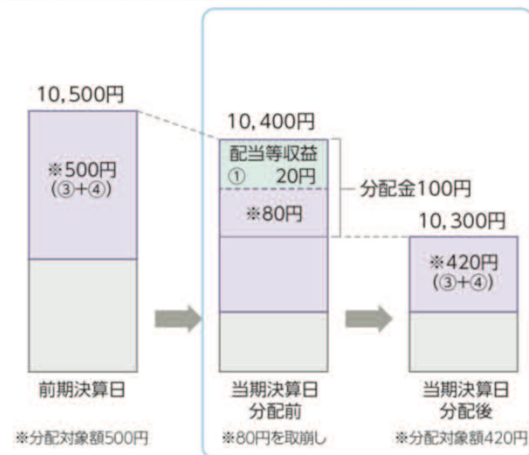 10,500円
※500円
(③+④)
前期決算日
※分配対象額500円
10,400円
配当等収益
① 20円
※80円
分配金100円
当期決算日
分配前
※80円を取崩し
10,300円
※420円
(③+④)
当期決算日
分配後
※分配対象額420円